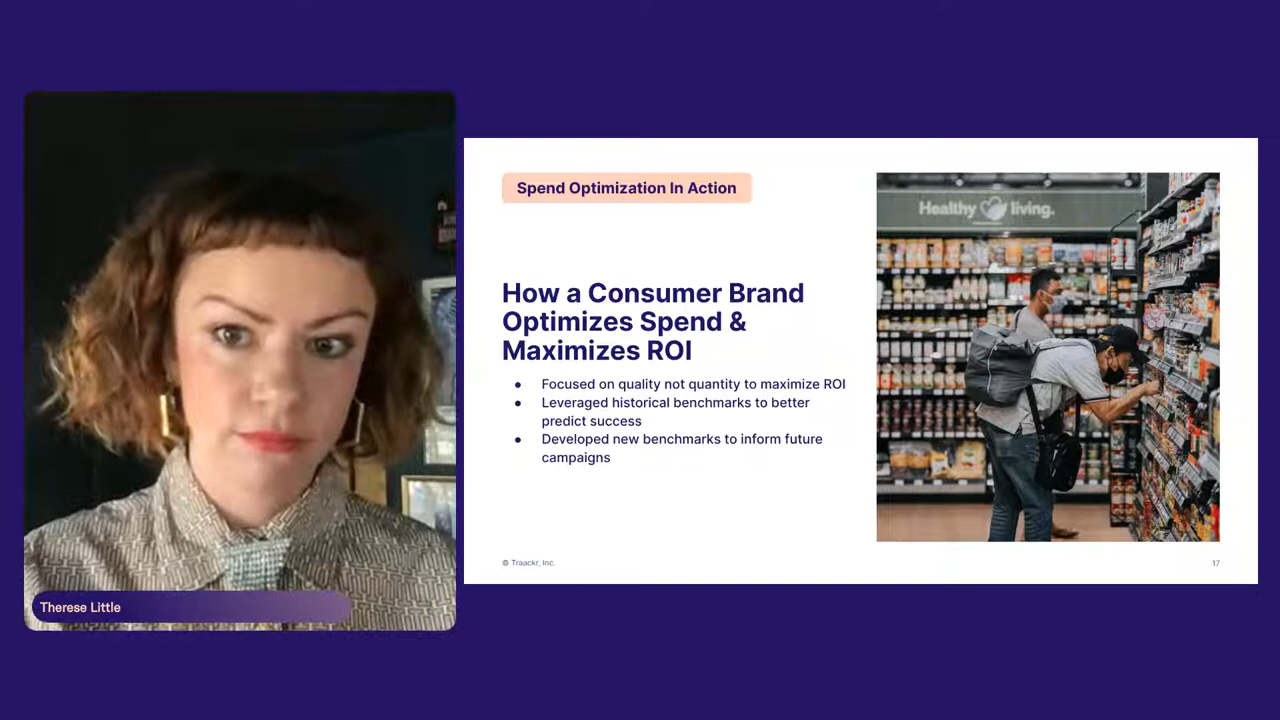 Spend Optimization In Action
Healthy living.
How a Consumer Brand
Optimizes Spend &
Maximizes ROI
● Focused on quality not quantity to maximize ROI
● Leveraged historical benchmarks to better
predict success
● Developed new benchmarks to inform future
campaigns
© Traackr, Inc.
17
Therese Little